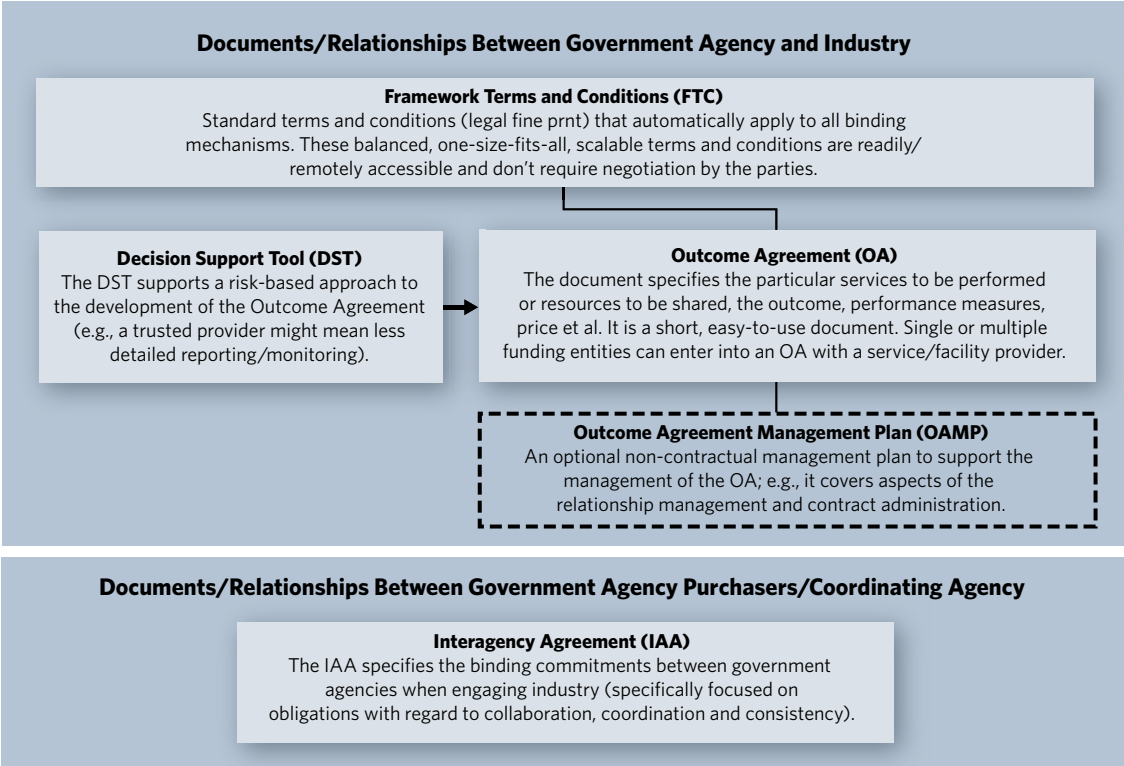 Documents/Relationships Between Government Agency and Industry
Framework Terms and Conditions (FTC)
Standard terms and conditions (legal fine prnt) that automatically apply to all binding
mechanisms. These balanced, one-size-fits-all, scalable terms and conditions are readily/
remotely accessible and don’t require negotiation by the parties.
Decision Support Tool (DST)
The DST supports a risk-based approach to
the development of the Outcome Agreement
(e.g., a trusted provider might mean less
detailed reporting/monitoring).
Outcome Agreement (OA)
The document specifies the particular services to be performed
or resources to be shared, the outcome, performance measures,
price et al. It is a short, easy-to-use document. Single or multiple
funding entities can enter into an OA with a service/facility provider.
Outcome Agreement Management Plan (OAMP)
An optional non-contractual management plan to support the
management of the OA; e.g., it covers aspects of the
relationship management and contract administration.
Documents/Relationships Between Government Agency Purchasers/Coordinating Agency
Interagency Agreement (IAA)
The IAA specifies the binding commitments between government
agencies when engaging industry (specifically focused on
obligations with regard to collaboration, coordination and consistency).